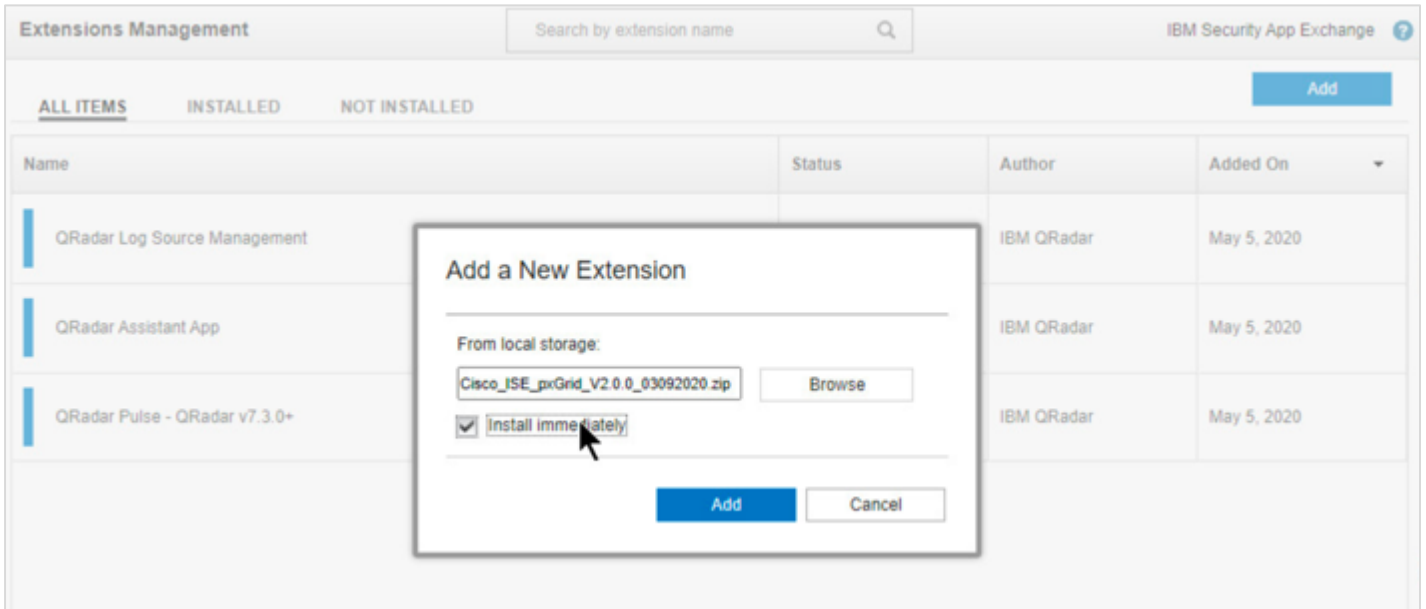 Extensions Management
Search by extension name
IBM Security App Exchange ?
Add
ALL ITEMS INSTALLED NOT INSTALLED
Name Status Author Added On
QRadar Log Source Management IBM QRadar May 5, 2020
QRadar Assistant App IBM QRadar May 5, 2020
QRadar Pulse - QRadar v7.3.0+ IBM QRadar May 5, 2020
Add a New Extension
From local storage:
Cisco_ISE_pxGrid_V2.0.0_03092020.zip Browse
Install immediately
Add Cancel